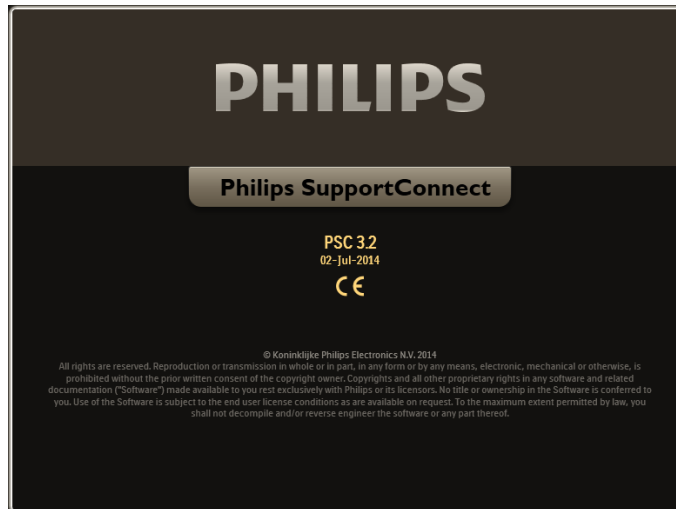 PHILIPS
Philips SupportConnect
PSC 3.2
02-Jul-2014
CE
© Koninklijke Philips Electronics N.V. 2014
All rights are reserved. Reproduction or transmission in whole or in part, in any form or by any means, electronic, mechanical or otherwise, is
prohibited without the prior written consent of the copyright owner. Copyrights and all other proprietary rights in any software and related
documentation ("Software") made available to you rest exclusively with Philips or its licensors. No title or ownership in the Software is conferred to
you. Use of the Software is subject to the end user license conditions as are available on request. To the maximum extent permitted by law, you
shall not decompile and/or reverse engineer the software or any part thereof.